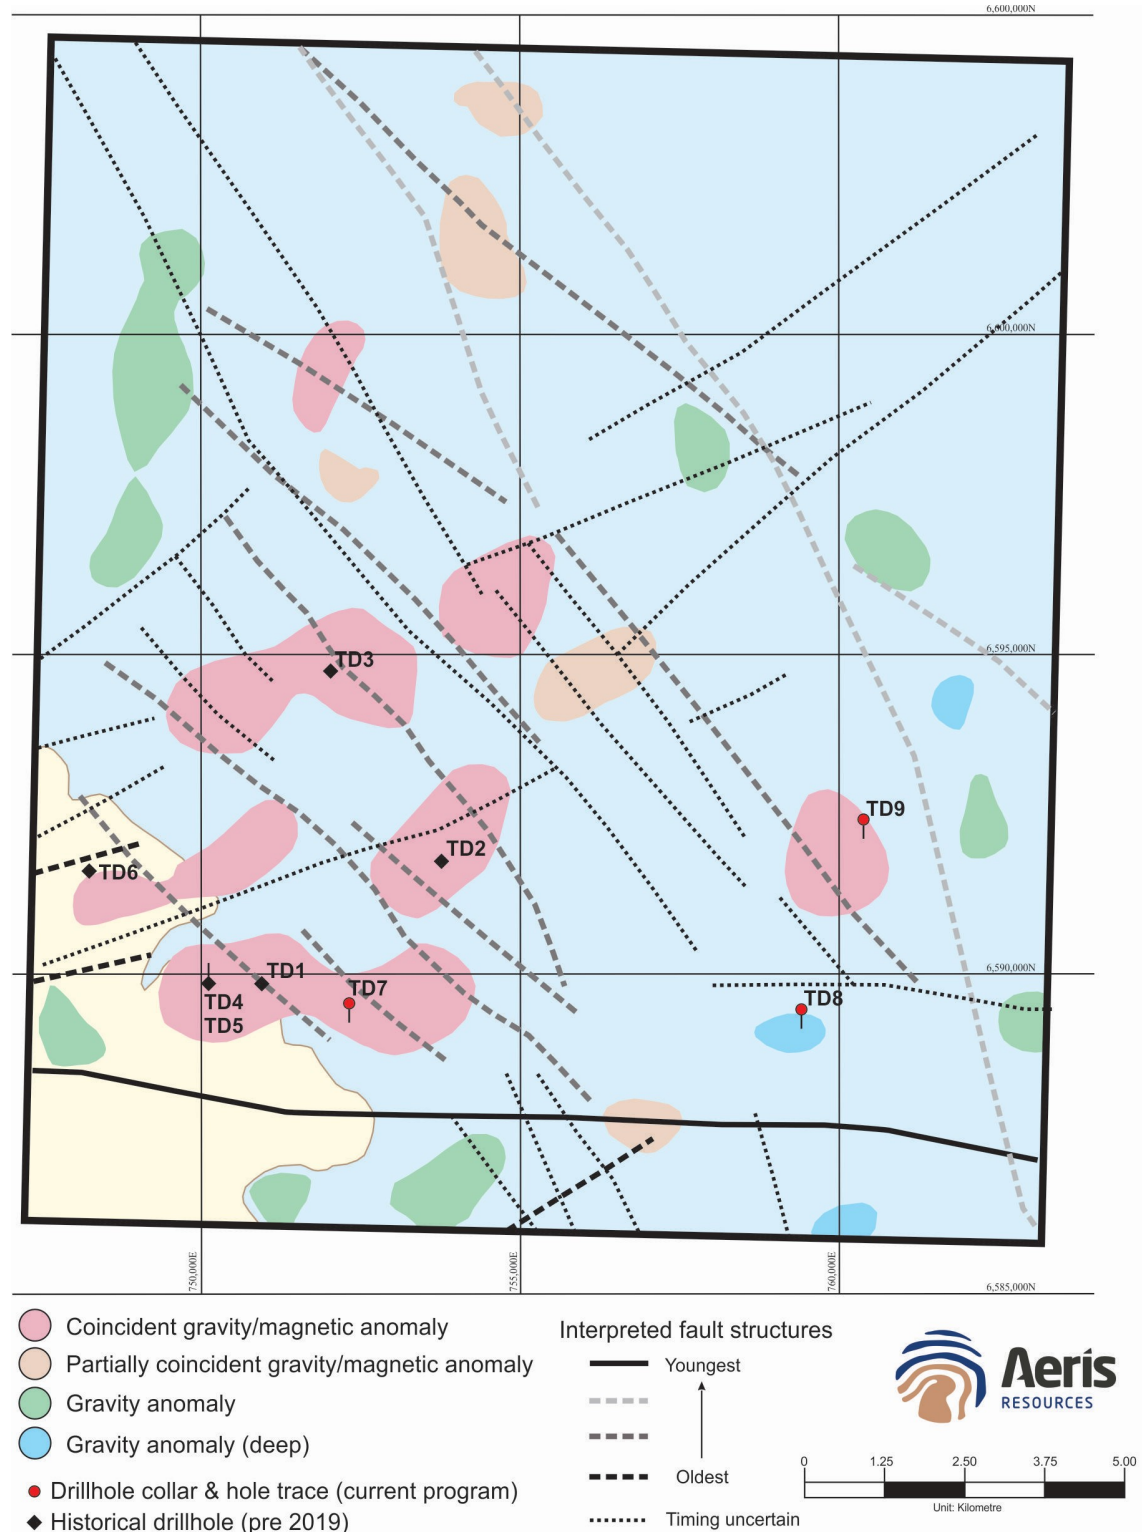 6,600,000N
6,600,000N
TD3
6,595,000N
TD9
TD2
TD6
TD1
6,590,000N
TD7
TD4
TD8
TD5
750,000E
755,000E
760,000E
6,585,000N
Coincident gravity/magnetic anomaly
Partially coincident gravity/magnetic anomaly
Gravity anomaly
Gravity anomaly (deep)
Drillhole collar & hole trace (current program)
Historical drillhole (pre 2019)
Interpreted fault structures
Youngest
Oldest
Timing uncertain
Aeris
RESOURCES
0 1.25 2.50 3.75 5.00
Unit: Kilometre